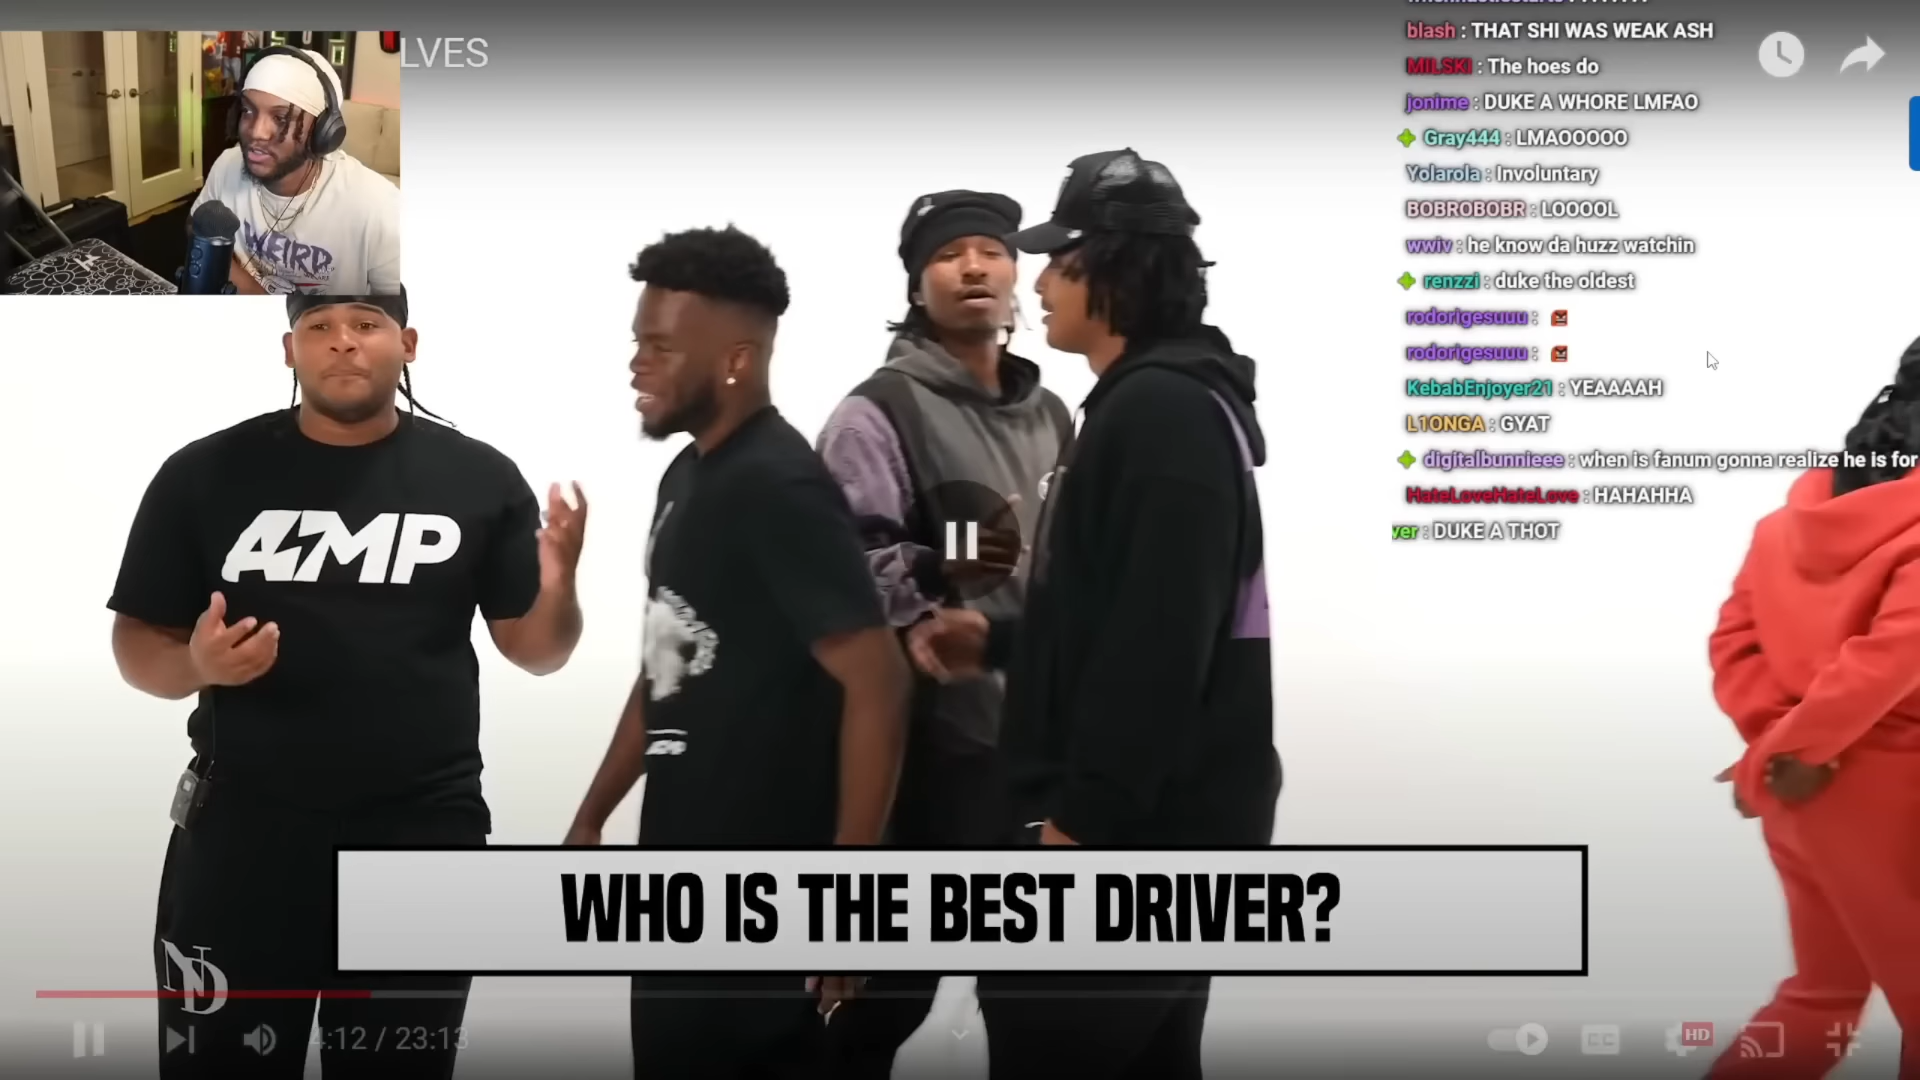 LVES
WEIRD
blash : THAT SHI WAS WEAK ASH
MILSKI : The hoes do
jonime : DUKE A WHORE LMFAO
Gray444 : LMAOOOOO
Yolarola : Involuntary
BOBROBOBR : LOOOOL
wwiv : he know da huzz watchin
renzzi : duke the oldest
rodorigesuuu :
rodorigesuuu :
KebabEnjoyer21 : YEAAAAH
L1ONGA : GYAT
digitalbunnieee : when is fanum gonna realize he is for
HateLoveHateLove : HAHAHHA
ver : DUKE A THOT
AMP
WHO IS THE BEST DRIVER?
ND
4:12 / 23:13
CC
HD